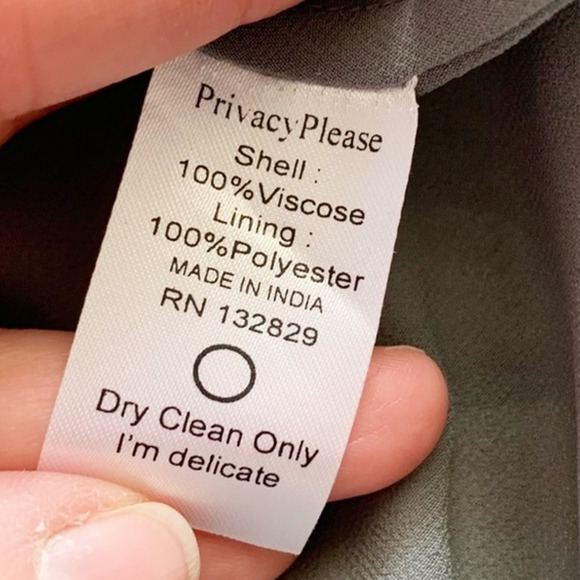 PrivacyPlease
Shell :
100%Viscose
Lining :
100%Polyester
MADE IN INDIA
RN 132829
Dry Clean Only
I'm delicate